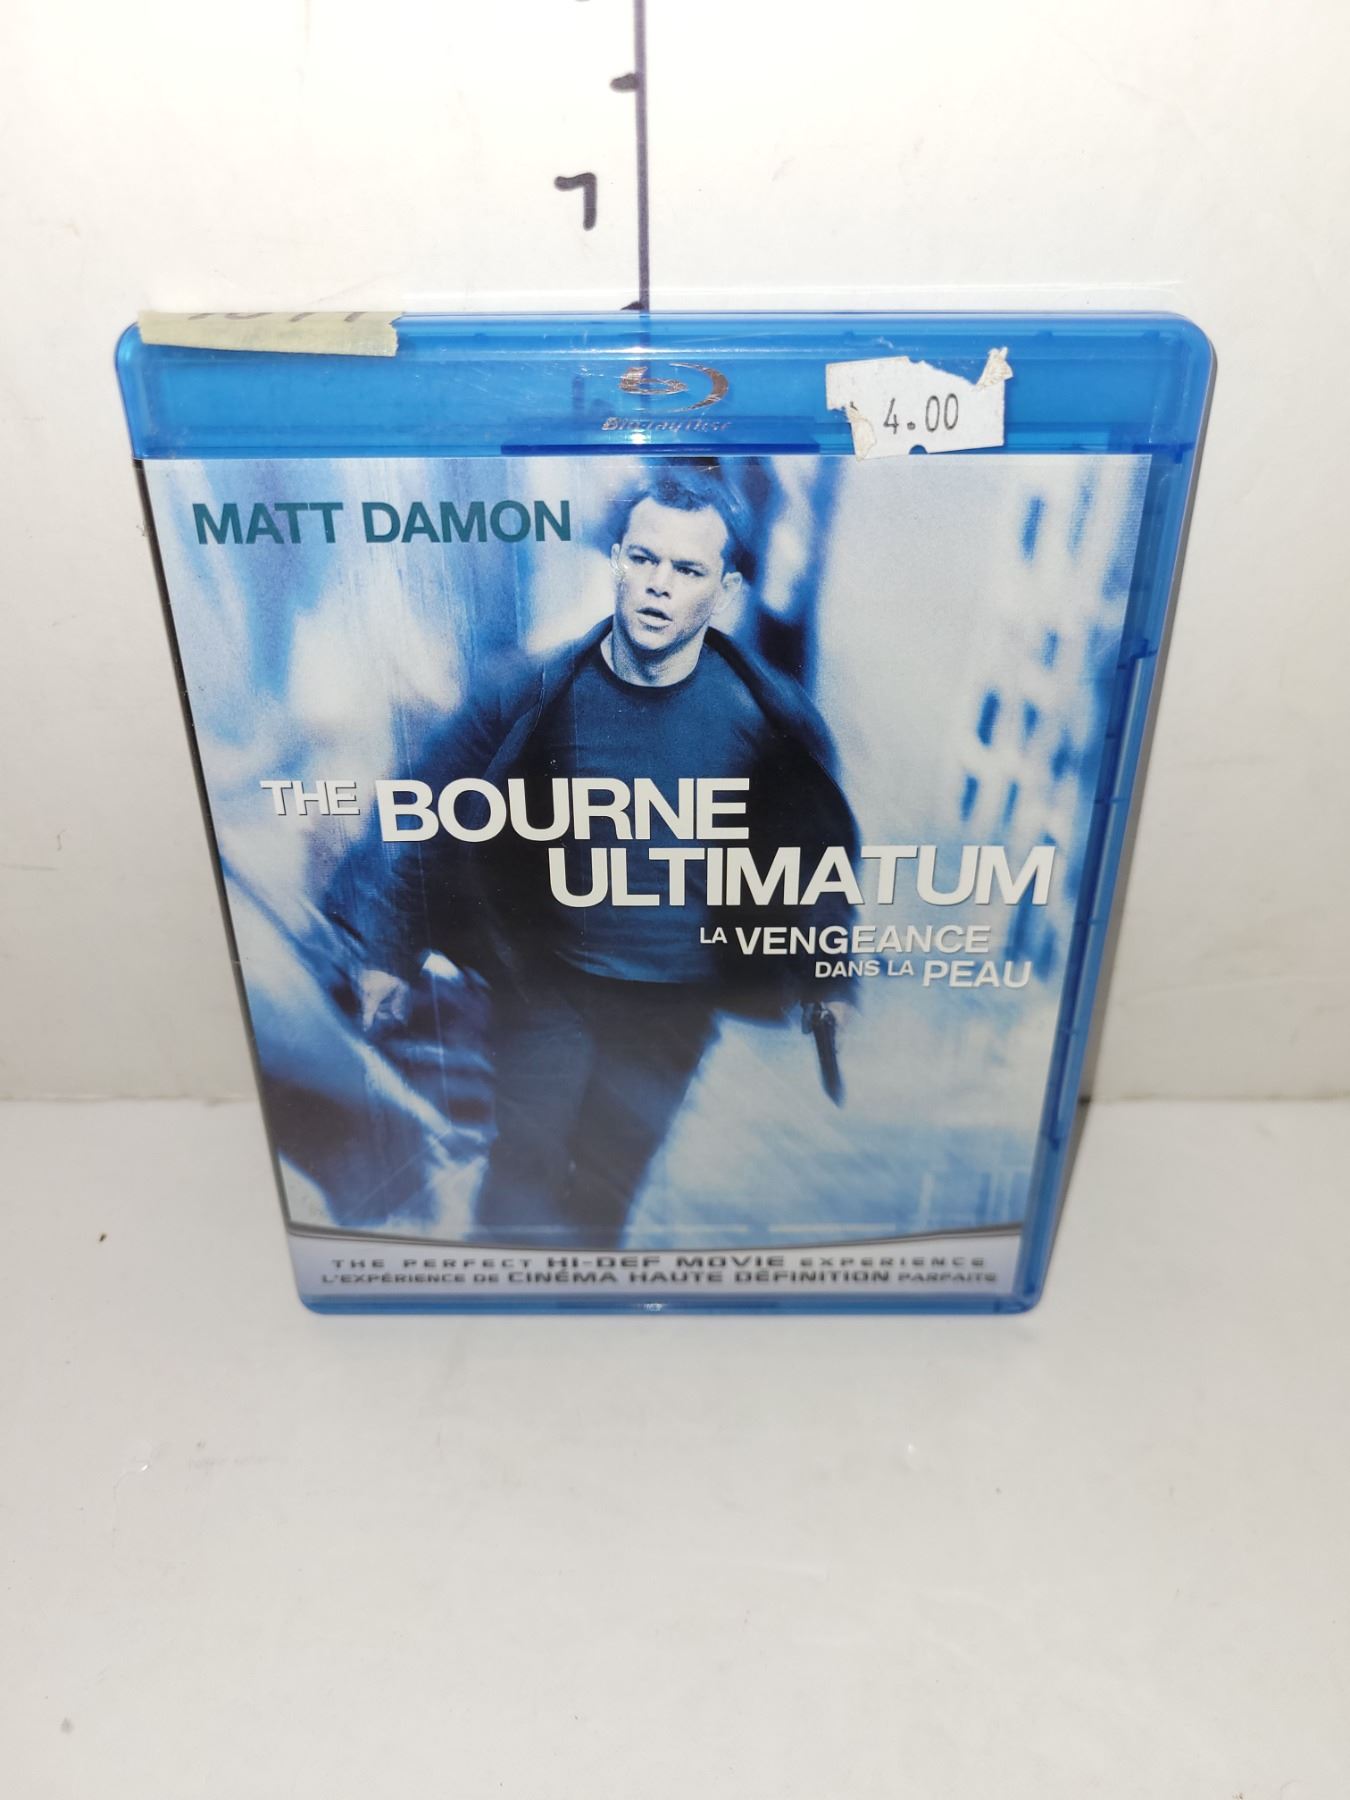 7
Blu-ray Disc
4.00
MATT DAMON
THE BOURNE
ULTIMATUM
LA VENGEANCE
DANS LA PEAU
THE PERFECT HI-DEF MOVIE EXPERIENCE
L'EXPÉRIENCE DE CINÉMA HAUTE DÉFINITION PARFAITE